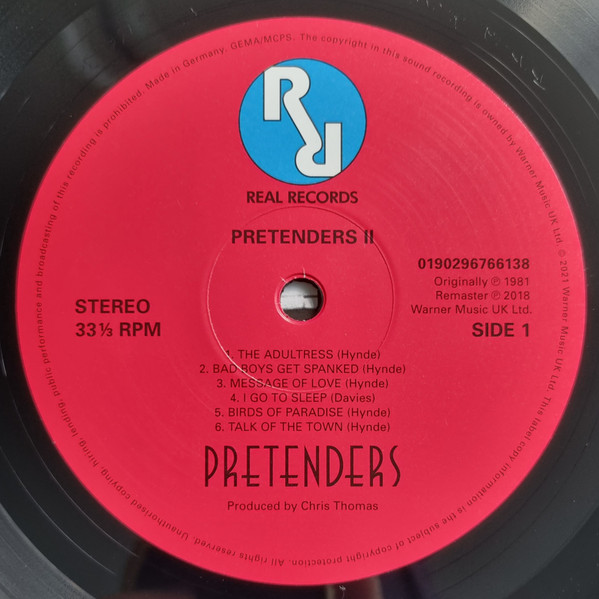 RR
REAL RECORDS
PRETENDERS II
0190296766138
Originally ℗ 1981
Remaster ℗ 2018
Warner Music UK Ltd.
STEREO
33 ⅓ RPM
SIDE 1
1. THE ADULTRESS (Hynde)
2. BAD BOYS GET SPANKED (Hynde)
3. MESSAGE OF LOVE (Hynde)
4. I GO TO SLEEP (Davies)
5. BIRDS OF PARADISE (Hynde)
6. TALK OF THE TOWN (Hynde)
PRETENDERS
Produced by Chris Thomas
Made in Germany. GEMA/MCPS. The copyright in this sound recording is owned by Warner Music UK Ltd. © 2021 Warner Music UK Ltd. This label copy information is the subject of copyright protection. All rights reserved. Unauthorised copying, hiring, lending, public performance and broadcasting of this recording is prohibited.